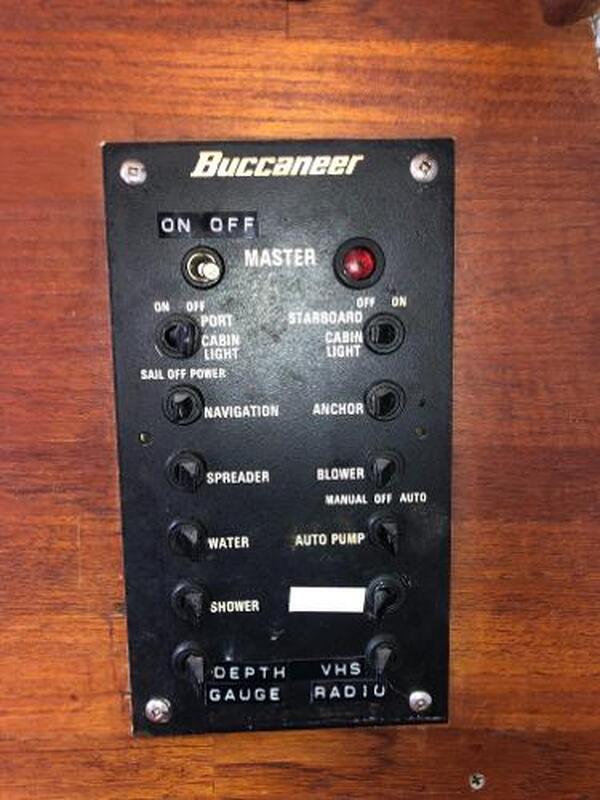 Buccaneer
ON OFF
MASTER
ON OFF
PORT
CABIN
LIGHT
OFF ON
STARBOARD
CABIN
LIGHT
SAIL OFF POWER
NAVIGATION
ANCHOR
SPREADER
BLOWER
MANUAL OFF AUTO
WATER
AUTO PUMP
SHOWER
DEPTH
GAUGE
VHS
RADIO